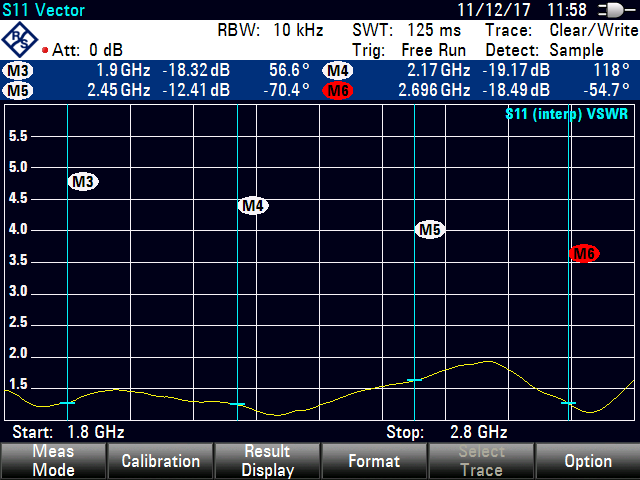 S11 Vector 11/12/17 11:58
RBW: 10 kHz SWT: 125 ms Trace: Clear/Write
Att: 0 dB Trig: Free Run Detect: Sample
M3 1.9 GHz -18.32 dB 56.6 ° M4 2.17 GHz -19.17 dB 118 °
M5 2.45 GHz -12.41 dB -70.4 ° M6 2.696 GHz -18.49 dB -54.7 °
S11 (interp) VSWR
5.5
5.0
M3
4.5
M4
4.0
M5
3.5
M6
3.0
2.5
2.0
1.5
Start: 1.8 GHz Stop: 2.8 GHz
Meas Mode
Calibration
Result Display
Format
Select Trace
Option